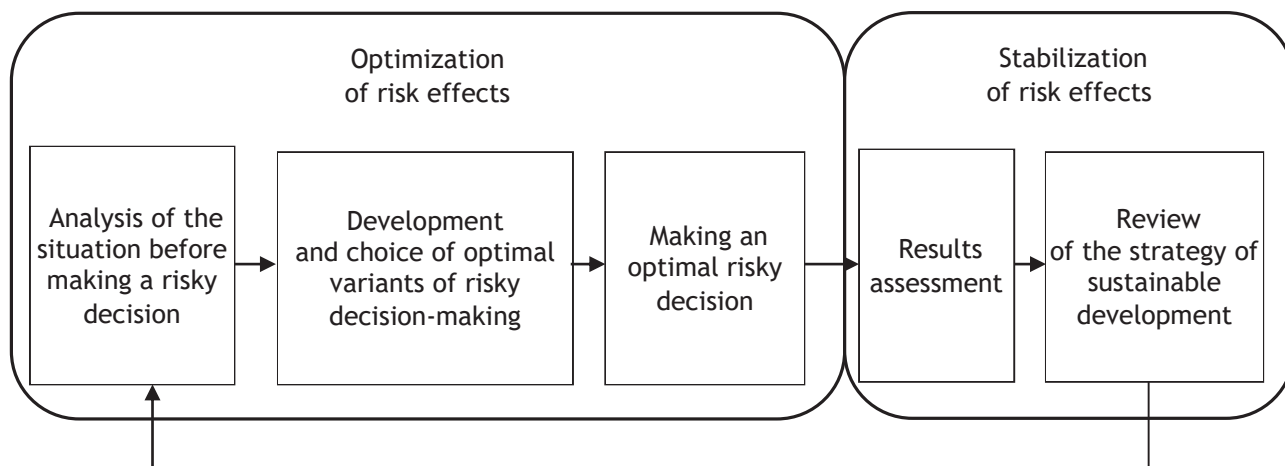 Optimization
of risk effects
Stabilization
of risk effects
Analysis of the
situation before
making a risky
decision
Development
and choice of optimal
variants of risky
decision-making
Making an
optimal risky
decision
Results
assessment
Review
of the strategy of
sustainable
development